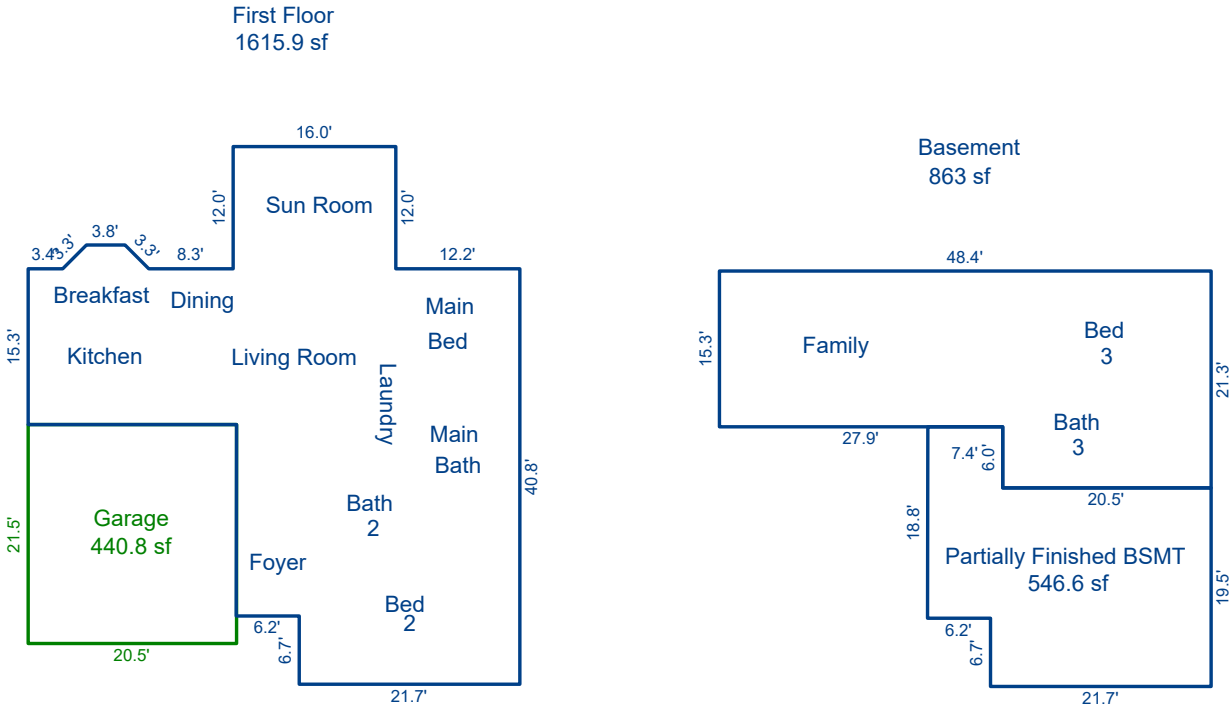 First Floor
1615.9 sf
16.0'
12.0'
Sun Room
12.0'
3.4'
3.3'
3.8'
3.3'
8.3'
12.2'
Breakfast
Dining
Main
Bed
15.3'
Kitchen
Living Room
Laundry
Main
Bath
40.8'
Bath
2
21.5'
Garage
440.8 sf
Foyer
Bed
2
6.2'
6.7'
20.5'
21.7'
Basement
863 sf
48.4'
15.3'
Family
Bed
3
21.3'
Bath
3
27.9'
7.4'
6.0'
20.5'
18.8'
Partially Finished BSMT
546.6 sf
19.5'
6.2'
6.7'
21.7'